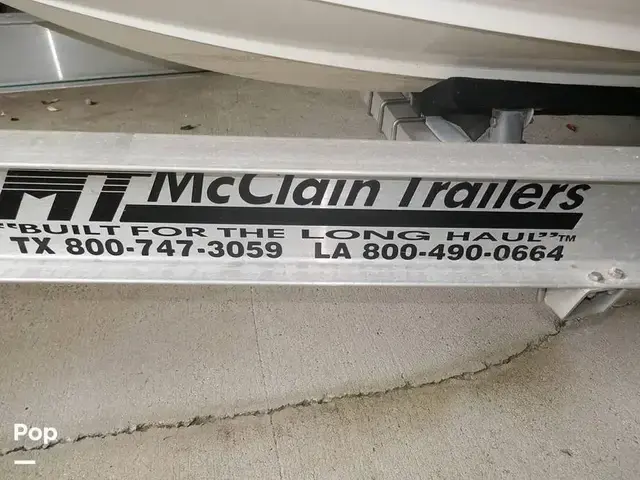 MT McClain Trailers
"BUILT FOR THE LONG HAUL"™
TX 800-747-3059 LA 800-490-0664
Pop